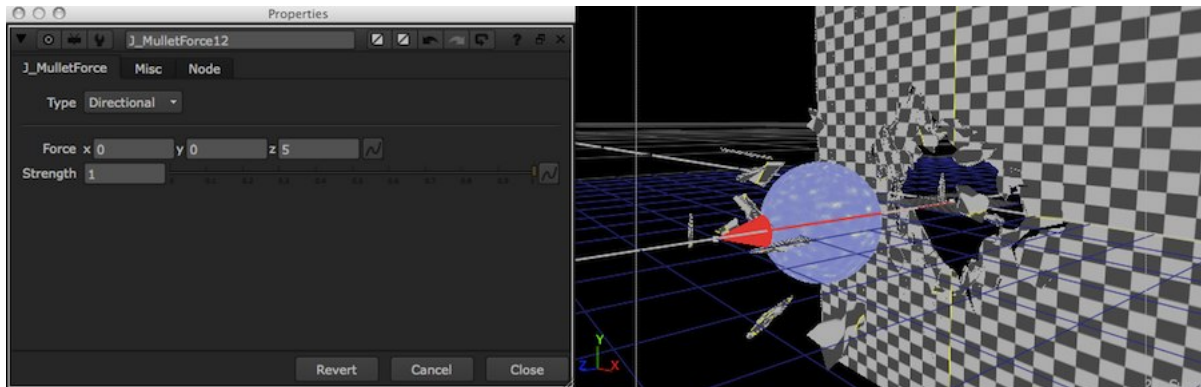 Properties
J_MulletForce12
?
J_MulletForce Misc Node
Type Directional
Force x 0 y 0 z 5
Strength 1
Revert Cancel Close
Y
Z X